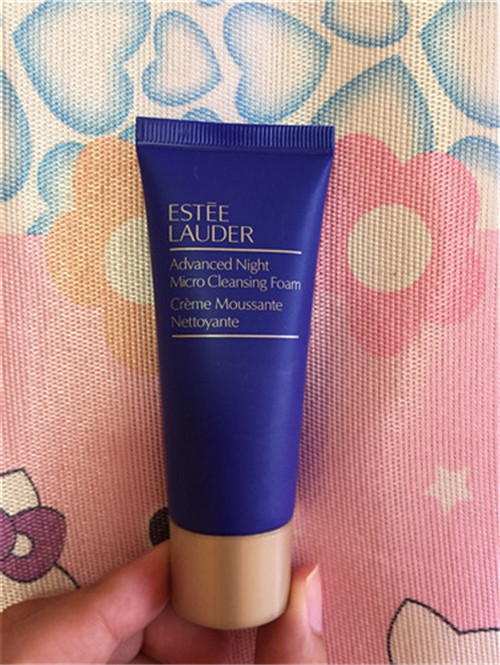 ESTĒE
LAUDER
Advanced Night
Micro Cleansing Foam
Crème Moussante
Nettoyante